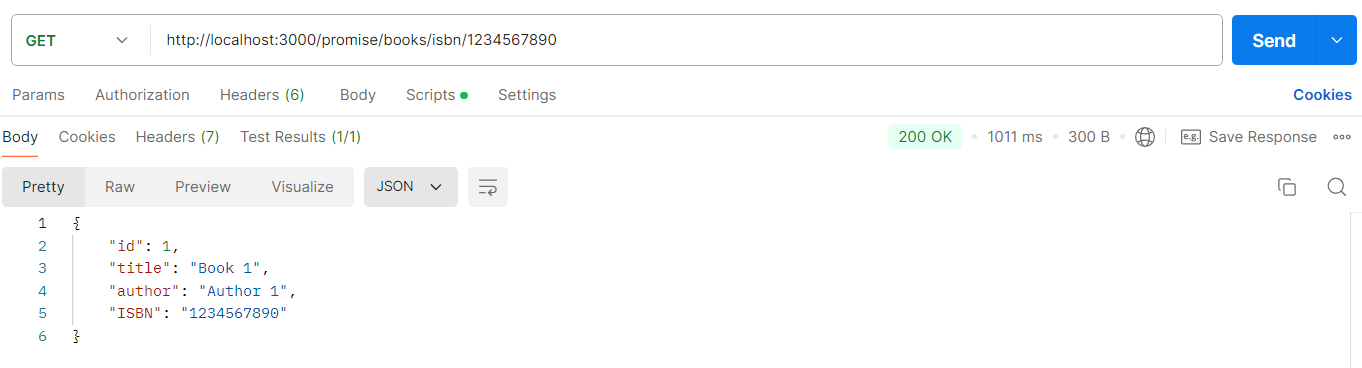 GET http://localhost:3000/promise/books/isbn/1234567890 Send
Params Authorization Headers (6) Body Scripts Settings Cookies
Body Cookies Headers (7) Test Results (1/1) 200 OK 1011 ms 300 B e.g. Save Response
Pretty Raw Preview Visualize JSON
1 {
2 "id": 1,
3 "title": "Book 1",
4 "author": "Author 1",
5 "ISBN": "1234567890"
6 }